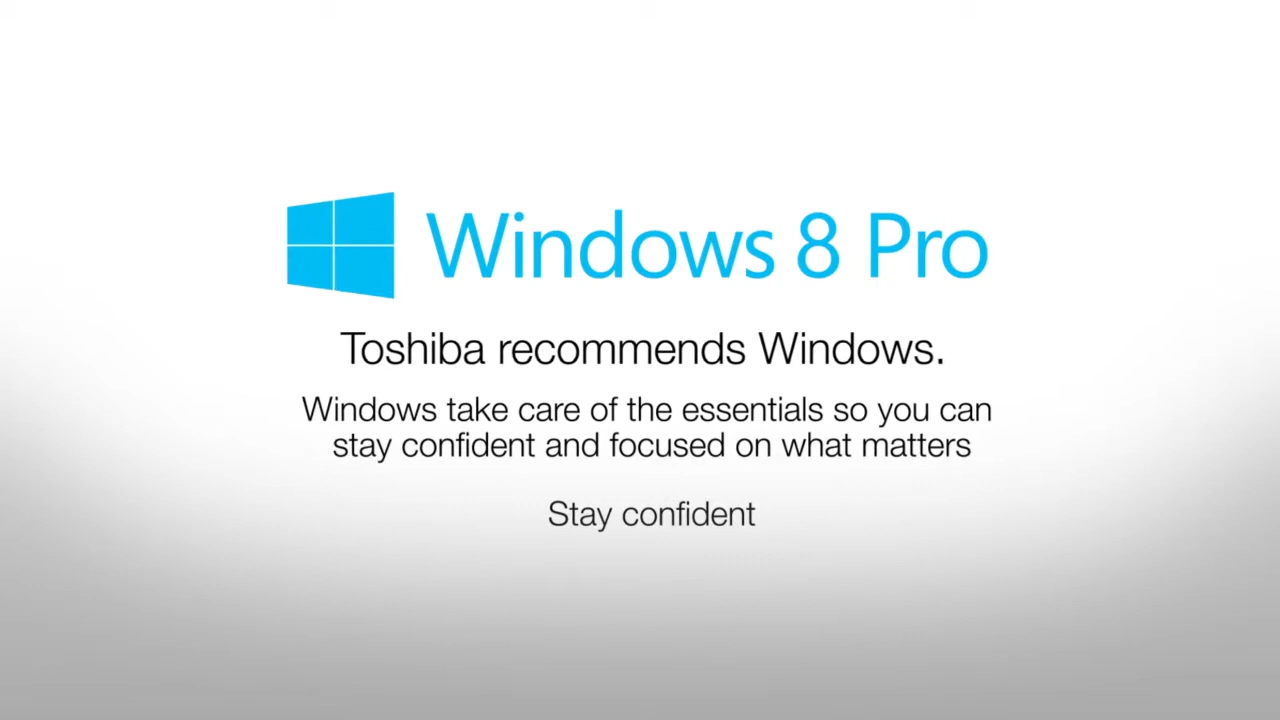 Windows 8 Pro
Toshiba recommends Windows.
Windows take care of the essentials so you can
stay confident and focused on what matters
Stay confident